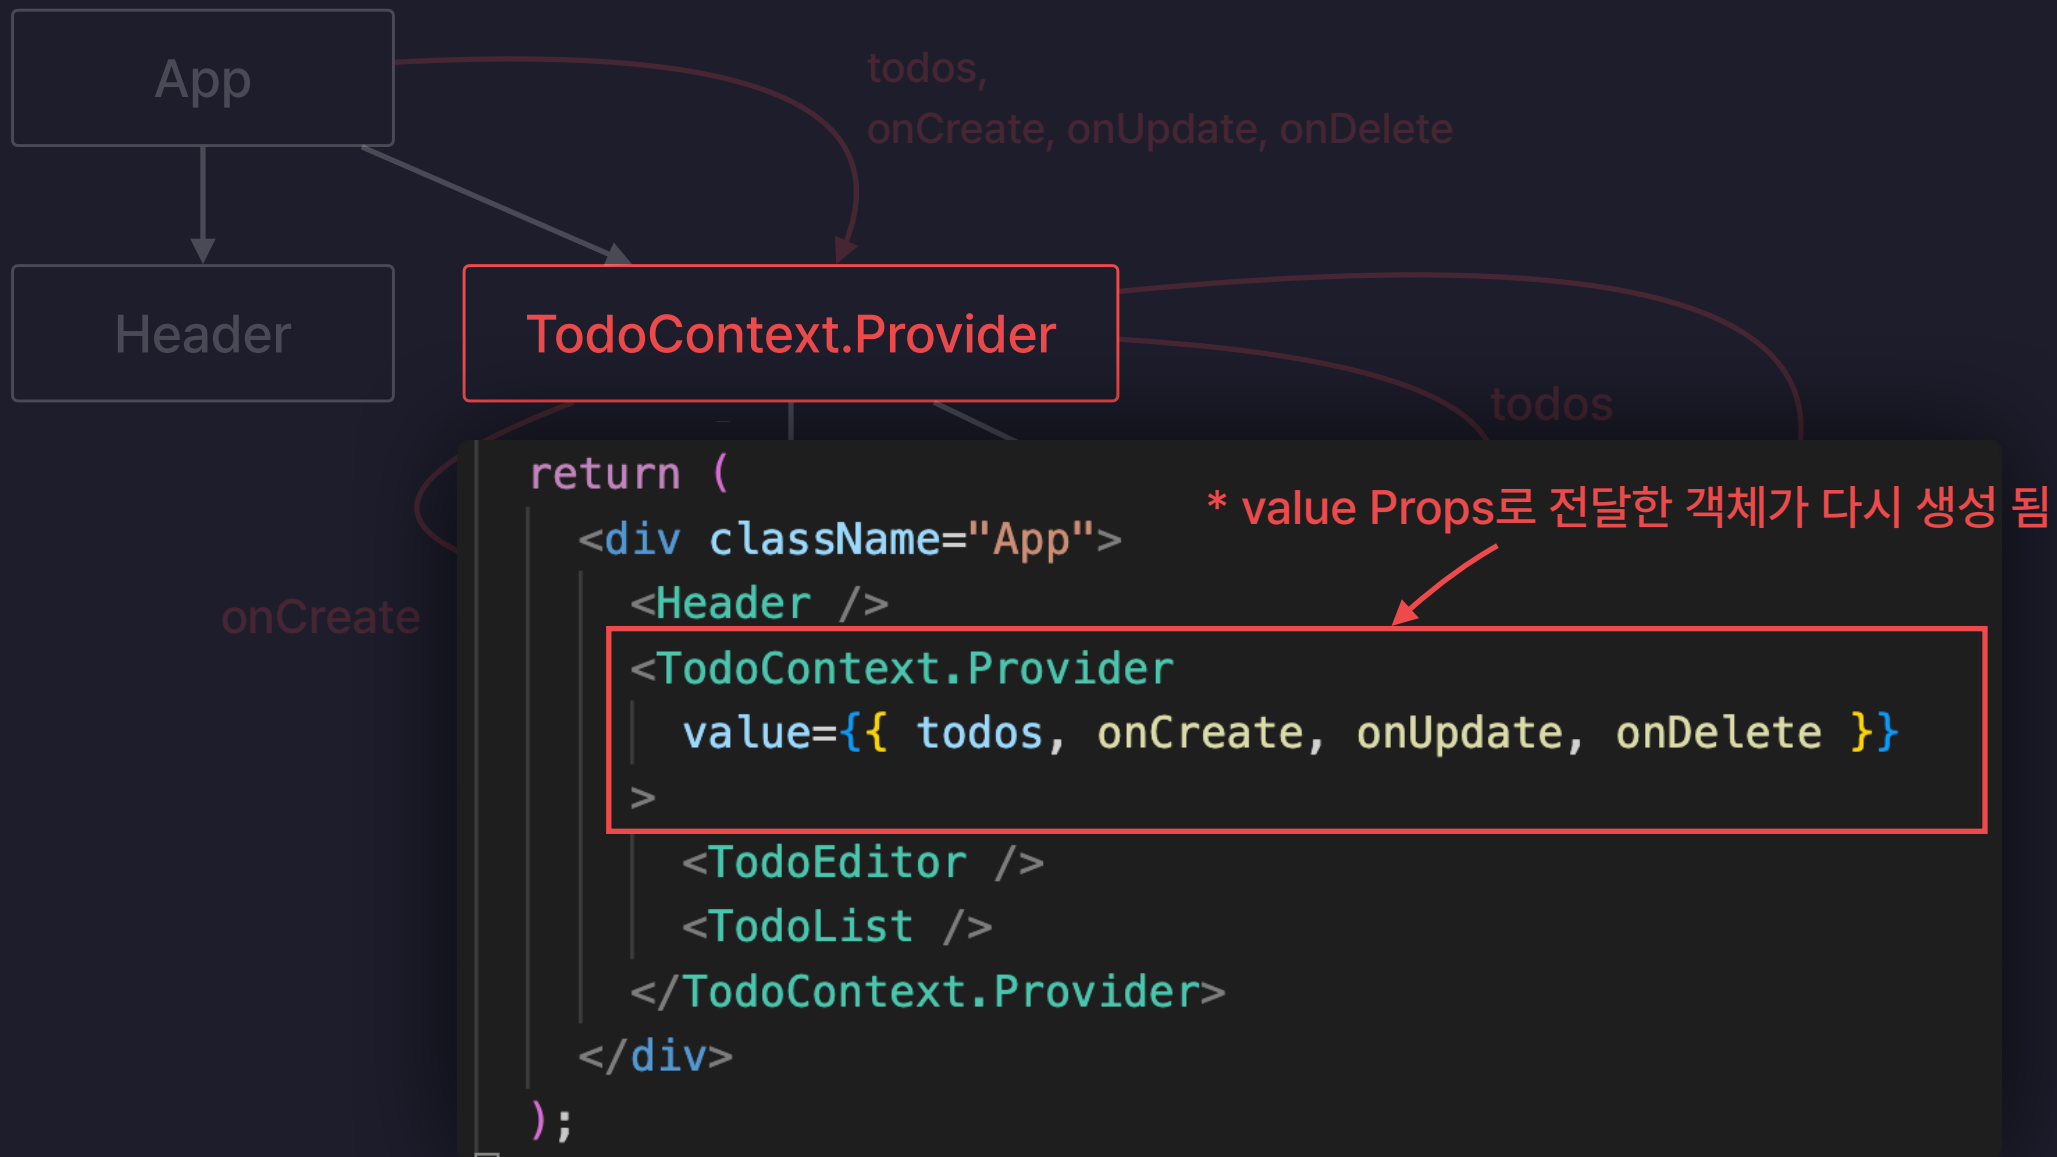 App
todos,
onCreate, onUpdate, onDelete
Header
TodoContext.Provider
todos
onCreate
* value Props로 전달한 객체가 다시 생성 됨
return (
<div className="App">
<Header />
<TodoContext.Provider
value={{ todos, onCreate, onUpdate, onDelete }}
>
<TodoEditor />
<TodoList />
</TodoContext.Provider>
</div>
);